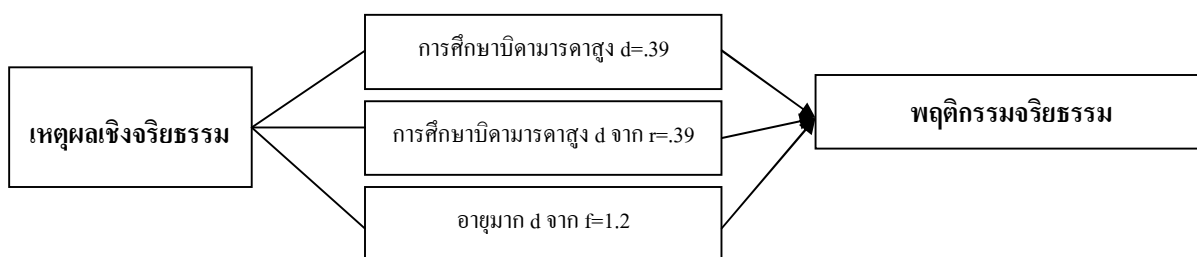 การศึกษาบิดามารดาสูง d=.39
เหตุผลเชิงจริยธรรม
การศึกษาบิดามารดาสูง d จาก r=.39
พฤติกรรมจริยธรรม
อายุมาก d จาก f=1.2